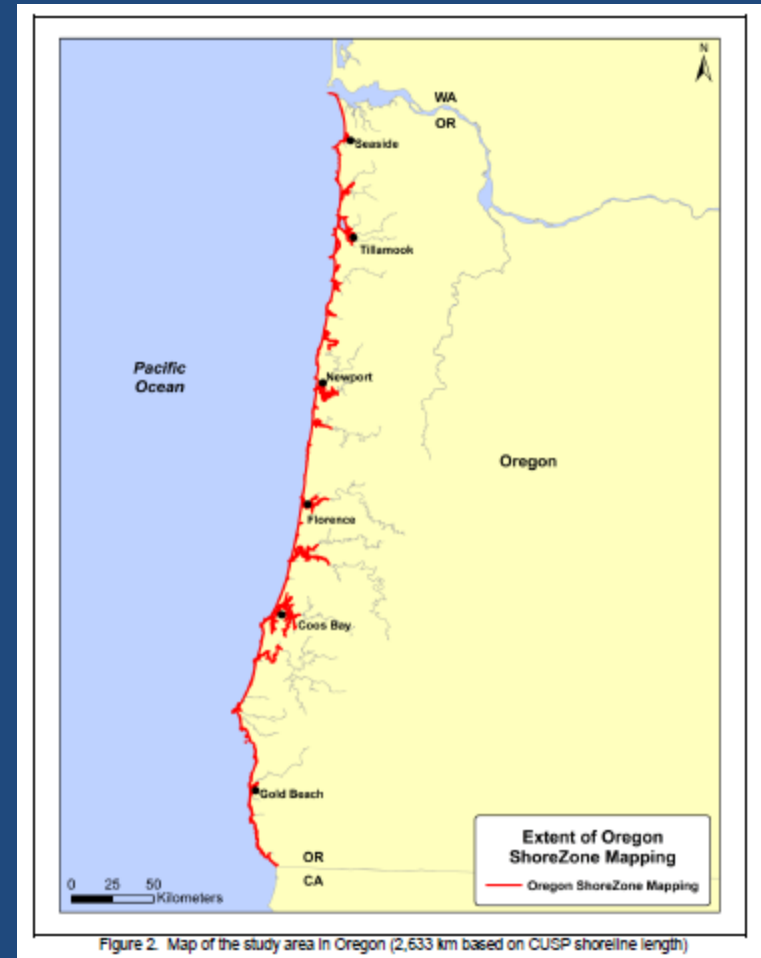 N
WA
OR
Seaside
Tillamook
Pacific
Ocean
Newport
Oregon
Florence
Coos Bay
Gold Beach
Extent of Oregon
ShoreZone Mapping
Oregon ShoreZone Mapping
OR
CA
0 25 50
Kilometers
Figure 2. Map of the study area in Oregon (2,633 km based on CUSP shoreline length)